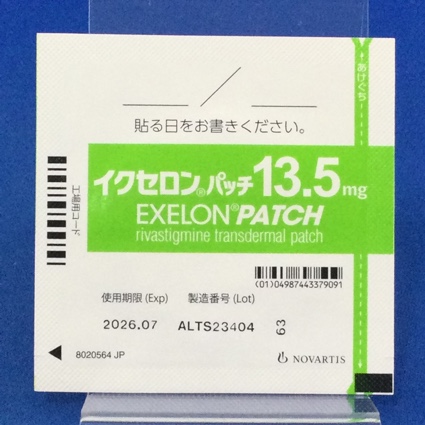 あけぐち
／
貼る日をお書きください。
工場用コード
イクセロン®パッチ13.5mg
EXELON®PATCH
rivastigmine transdermal patch
(01)04987443379091
使用期限(Exp) 製造番号(Lot)
2026.07 ALTS23404 63
8020564 JP
NOVARTIS